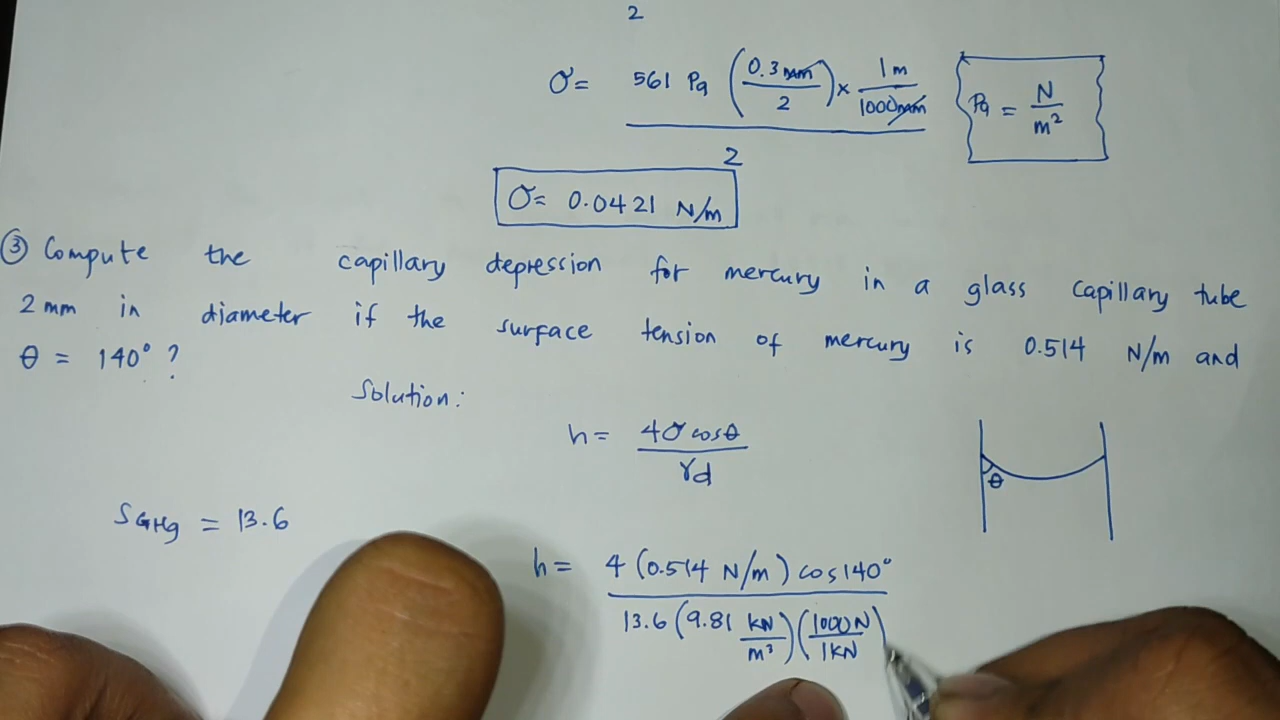 2
σ = 561 Pa (0.3 mm / 2) × 1 m / 1000 mm
Pa = N / m²
2
σ = 0.0421 N/m
③ Compute the capillary depression for mercury in a glass capillary tube
2 mm in diameter if the surface tension of mercury is 0.514 N/m and
θ = 140° ?
Solution:
h = 4σ cosθ / γd
θ
SGHg = 13.6
h = 4 (0.514 N/m) cos 140° / 13.6 (9.81 kN / m³) (1000 N / 1 KN)